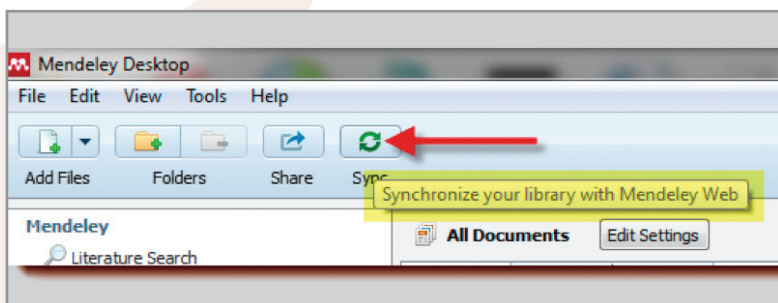 Mendeley Desktop
File Edit View Tools Help
Add Files Folders Share Sync
Synchronize your library with Mendeley Web
Mendeley
All Documents Edit Settings
Literature Search